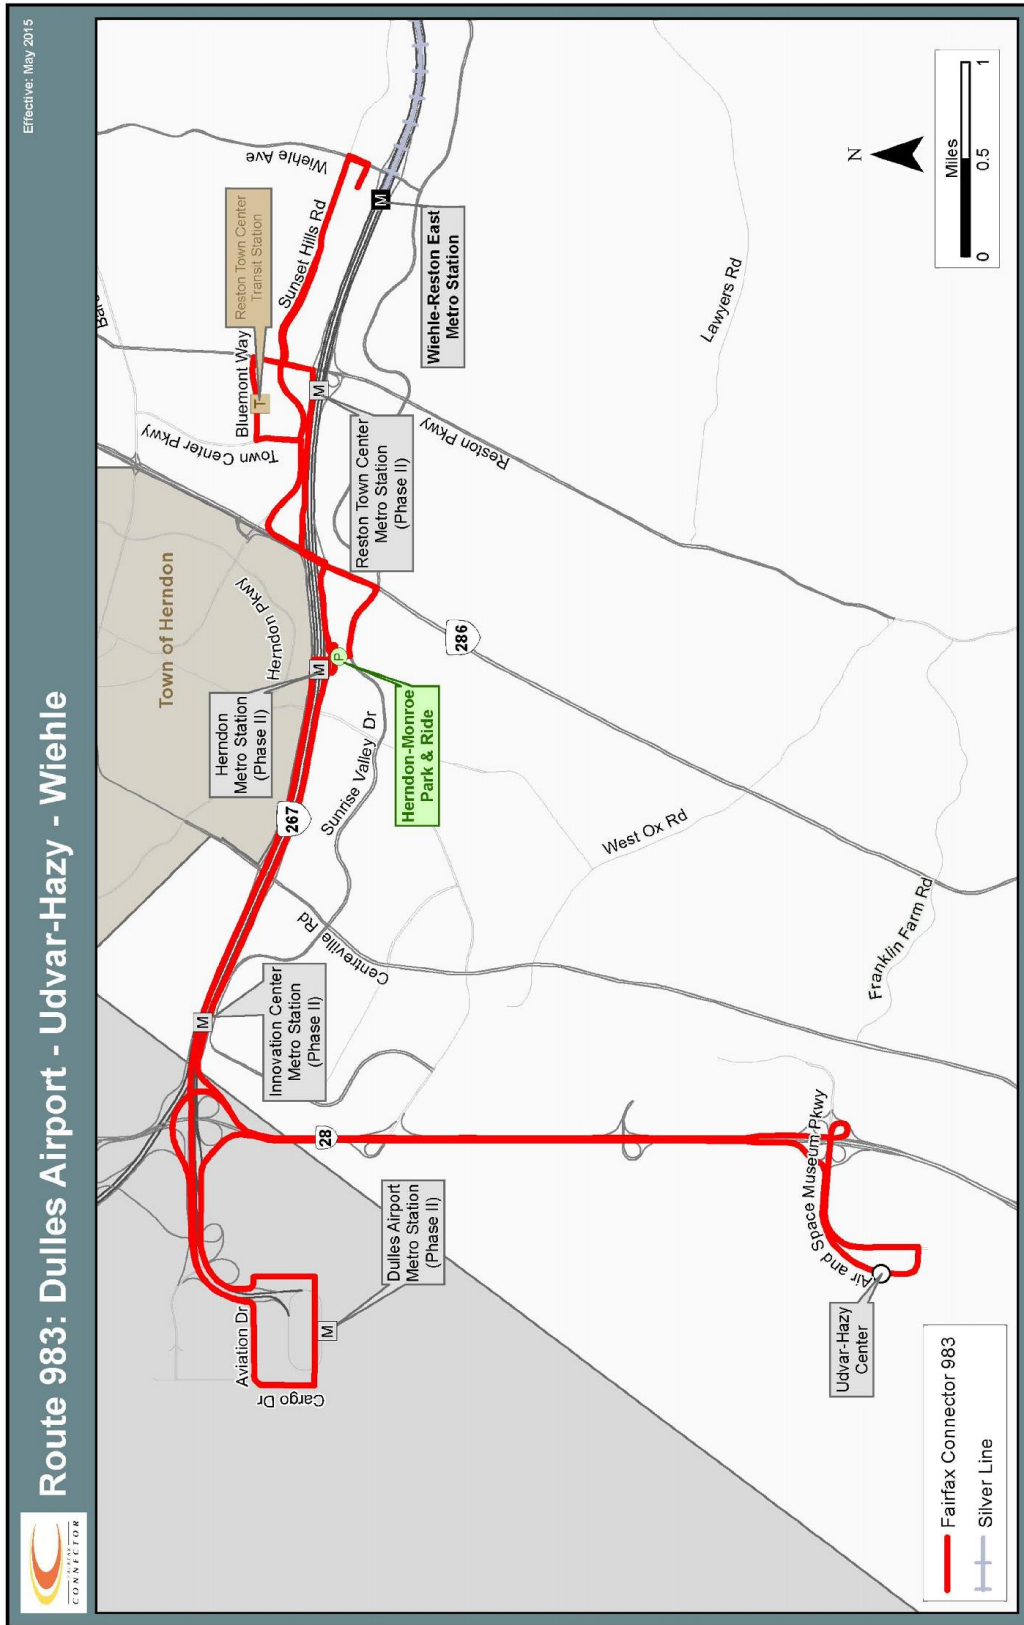 Route 983: Dulles Airport - Udvar-Hazy - Wiehle
Effective: May 2015
CONNECTOR
Town of Herndon
Herndon Pkwy
Herndon
Metro Station
(Phase II)
267
Innovation Center
Metro Station
(Phase II)
Centreville Rd
Sunrise Valley Dr
Herndon-Monroe
Park & Ride
P
M
M
M
M
M
T
Town Center Pkwy
Bluemont Way
Reston Town Center
Transit Station
Sunset Hills Rd
Wiehle Ave
Wiehle-Reston East
Metro Station
Reston Town Center
Metro Station
(Phase II)
Reston Pkwy
Lawyers Rd
286
West Ox Rd
Franklin Farm Rd
28
Aviation Dr
Cargo Dr
Dulles Airport
Metro Station
(Phase II)
Air and Space Museum Pkwy
Udvar-Hazy
Center
N
Miles
0 0.5 1
Fairfax Connector 983
Silver Line